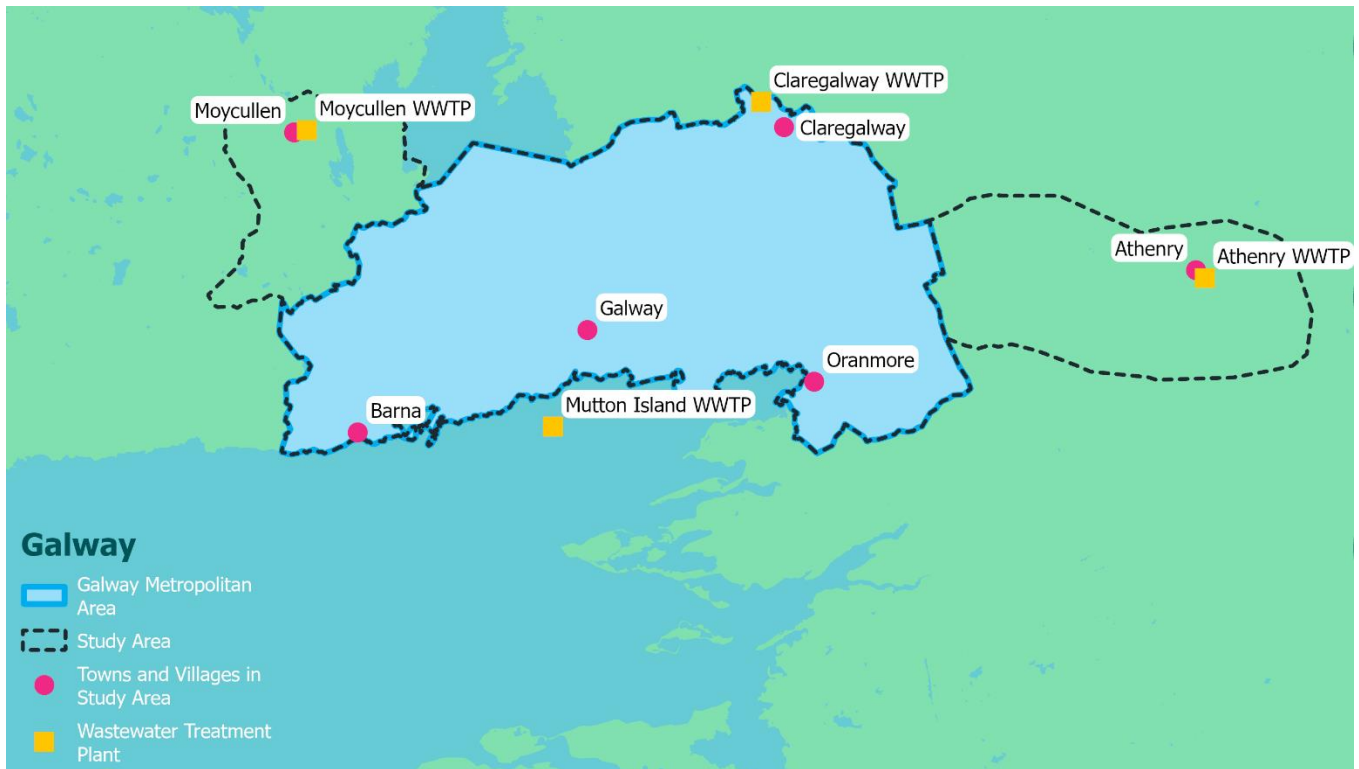 Claregalway WWTP
Moycullen
Moycullen WWTP
Claregalway
Athenry
Athenry WWTP
Galway
Oranmore
Barna
Mutton Island WWTP
Galway
Galway Metropolitan
Area
Study Area
Towns and Villages in
Study Area
Wastewater Treatment
Plant